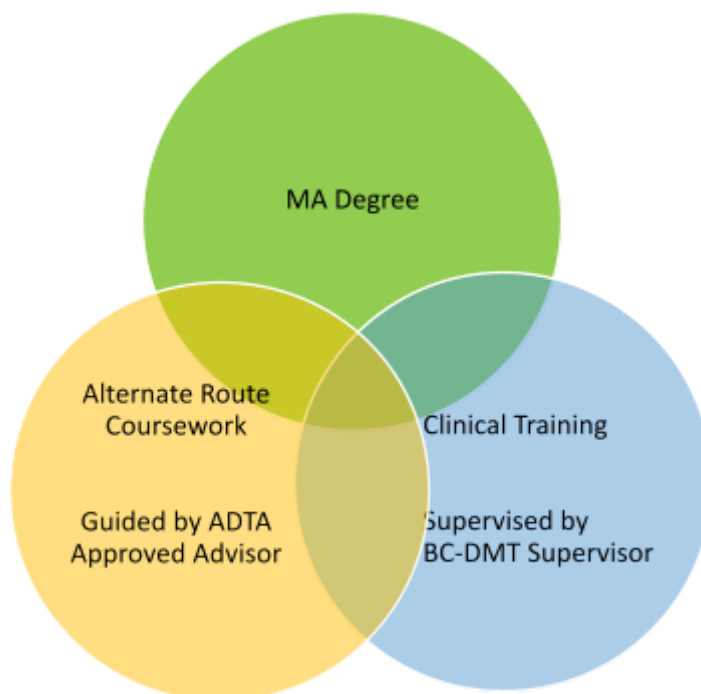 MA Degree
Alternate Route
Coursework
Guided by ADTA
Approved Advisor
Clinical Training
Supervised by
BC-DMT Supervisor